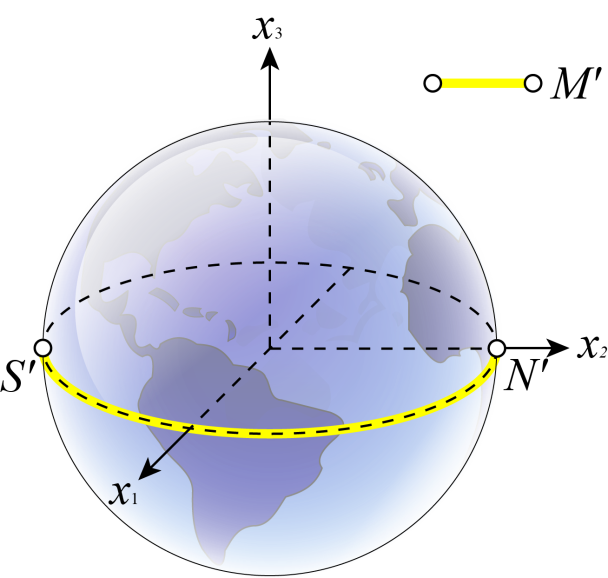 x₃
M′
x₂
S′
N′
x₁